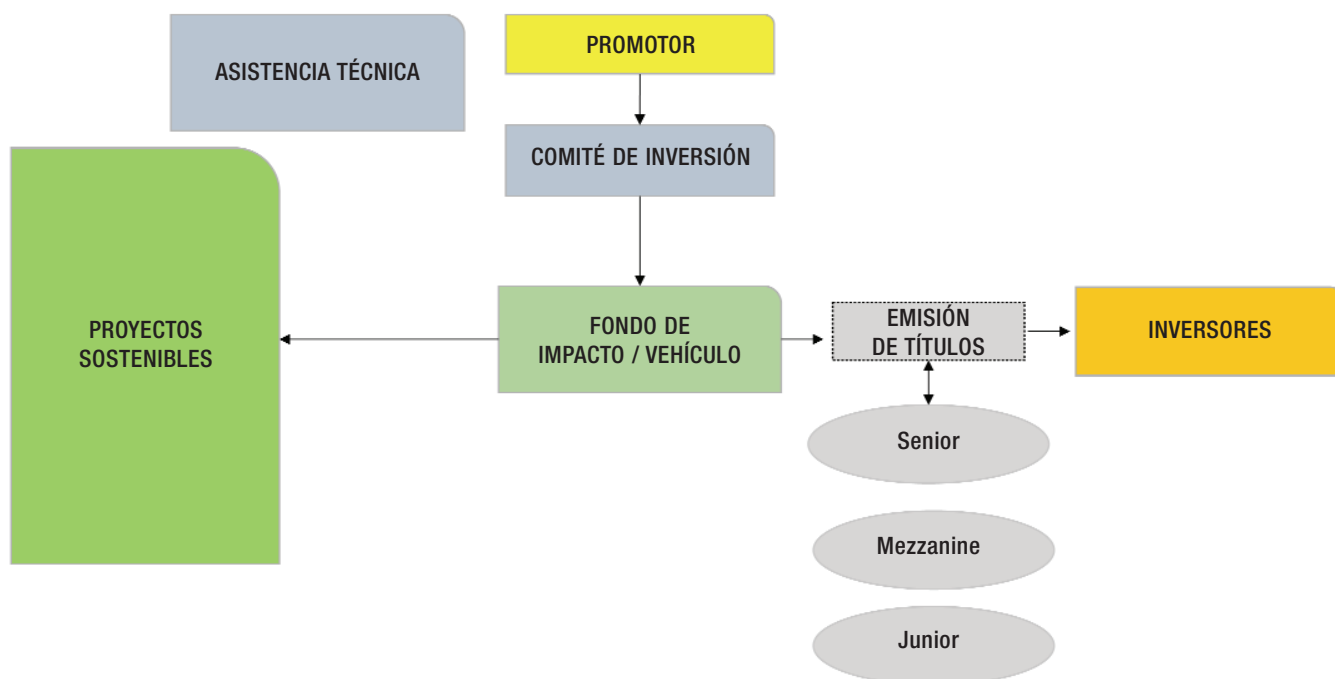 PROMOTOR
ASISTENCIA TÉCNICA
COMITÉ DE INVERSIÓN
PROYECTOS
SOSTENIBLES
FONDO DE
IMPACTO / VEHÍCULO
EMISIÓN
DE TÍTULOS
INVERSORES
Senior
Mezzanine
Junior